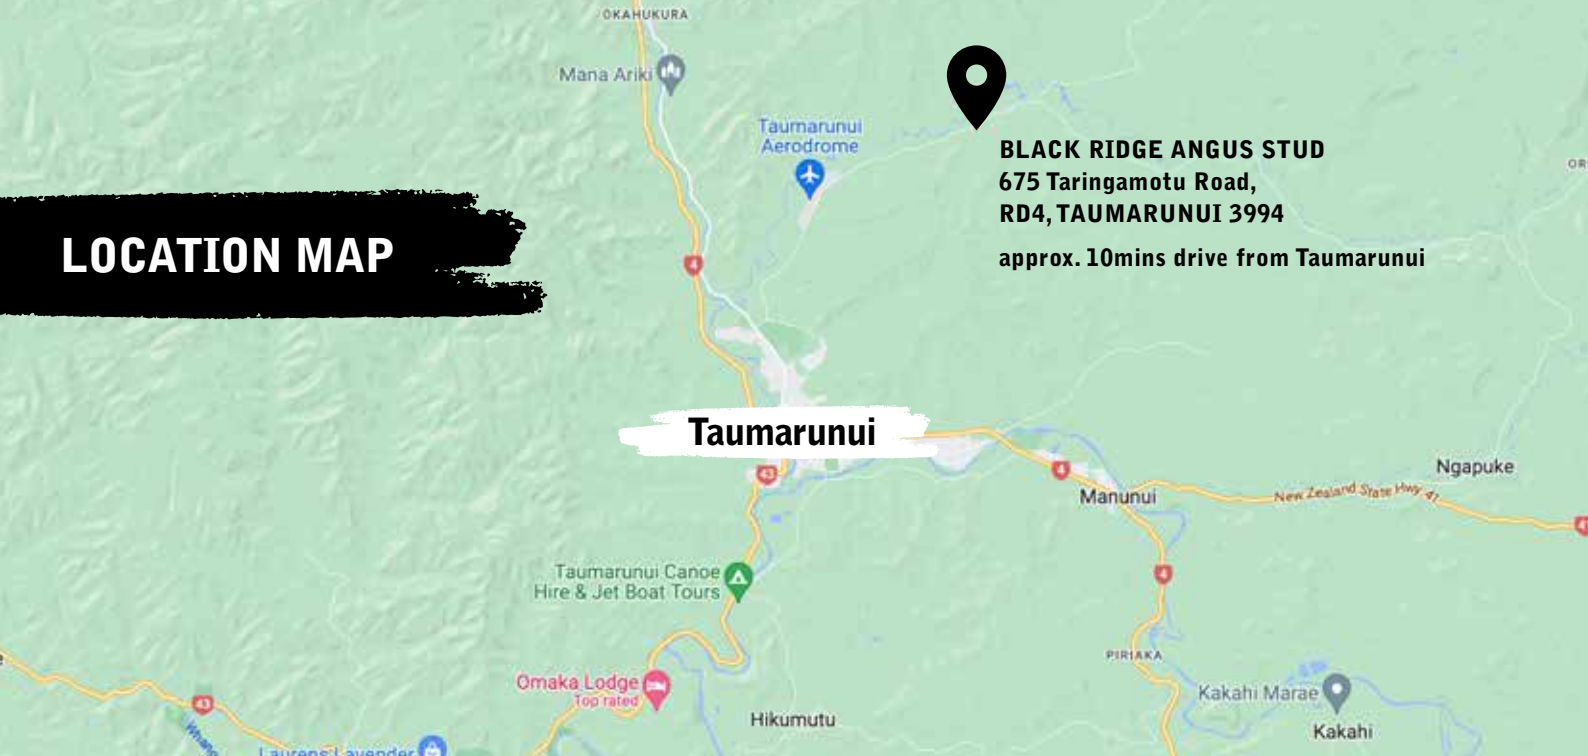 OKAHUKURA
Mana Ariki
Taumarunui
Aerodrome
BLACK RIDGE ANGUS STUD
675 Taringamotu Road,
RD4, TAUMARUNUI 3994
approx. 10mins drive from Taumarunui
LOCATION MAP
4
Taumarunui
43
4
Manunui
Ngapuke
New Zealand State Hwy 41
Taumarunui Canoe
Hire & Jet Boat Tours
4
PIRIAKA
Omaka Lodge
Top rated
43
Hikumutu
Kakahi Marae
Kakahi
Laurens Lavender